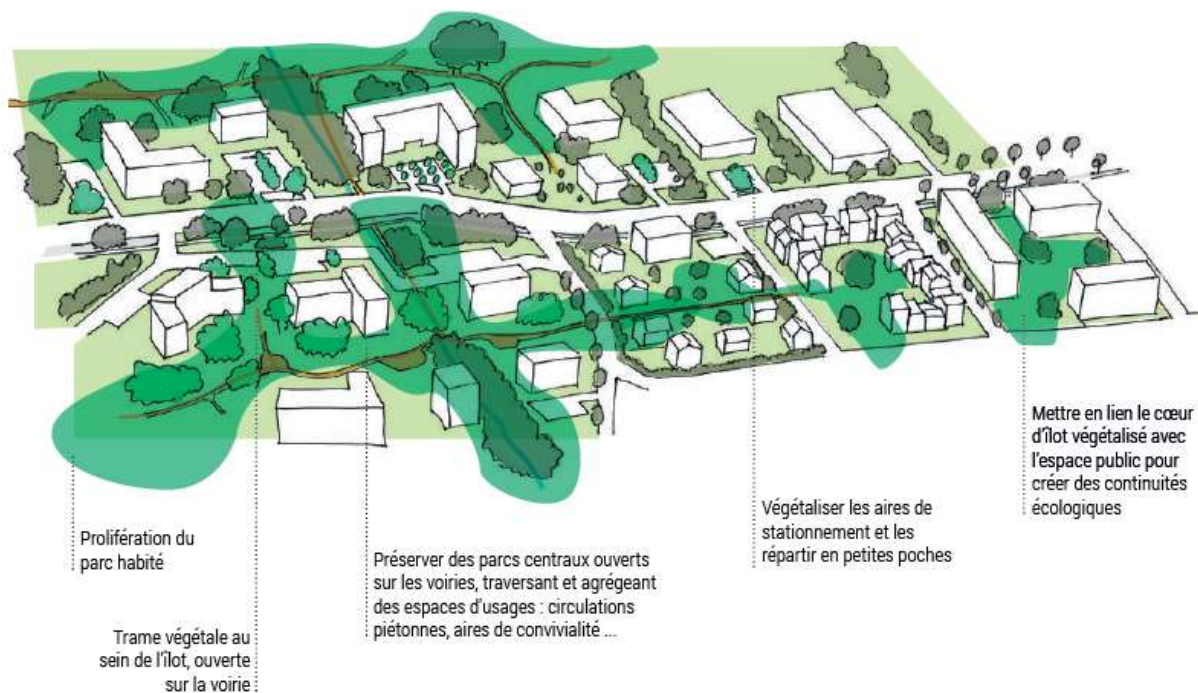 Mettre en lien le cœur
d'îlot végétalisé avec
l'espace public pour
créer des continuités
écologiques
Végétaliser les aires de
stationnement et les
répartir en petites poches
Prolifération du
parc habité
Préserver des parcs centraux ouverts
sur les voiries, traversant et agrégeant
des espaces d'usages : circulations
piétonnes, aires de convivialité ...
Trame végétale au
sein de l'îlot, ouverte
sur la voirie